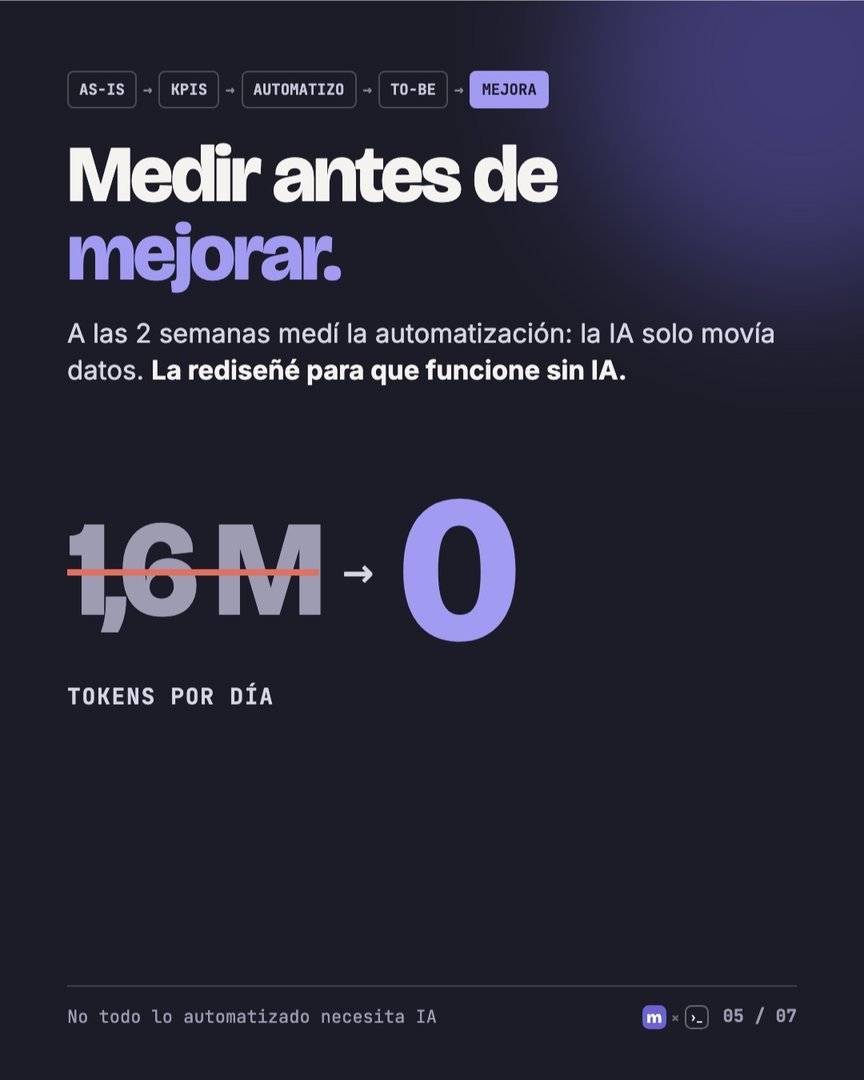 AS-IS → KPIS → AUTOMATIZO → TO-BE → MEJORA
Medir antes de
mejorar.
A las 2 semanas medí la automatización: la IA solo movía
datos. La rediseñé para que funcione sin IA.
1,6 M → 0
TOKENS POR DÍA
No todo lo automatizado necesita IA
m × ›_ 05 / 07